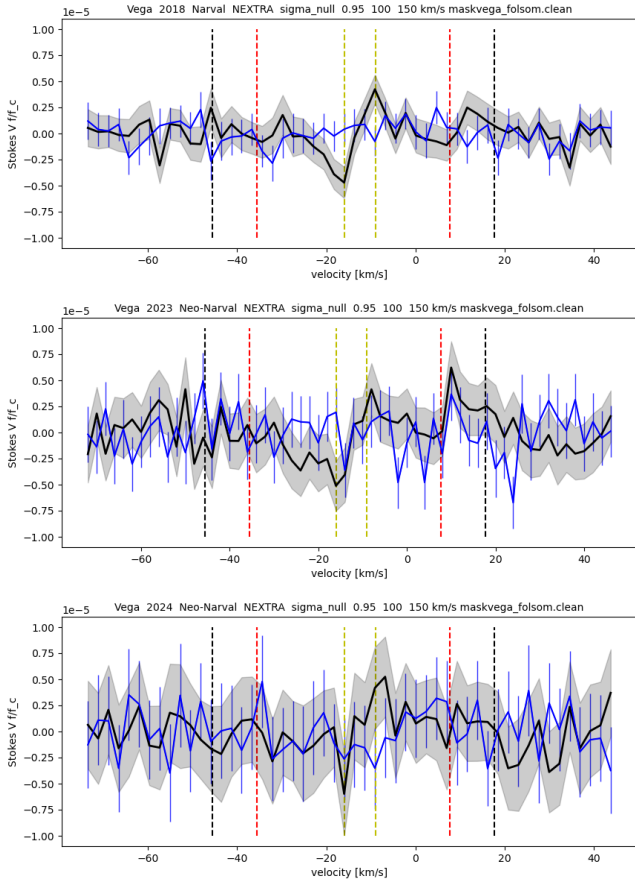 Vega 2018 Narval NEXTRA sigma_null 0.95 100 150 km/s maskvega_folsom.clean
1e−5
1.00
0.75
0.50
0.25
0.00
−0.25
−0.50
−0.75
−1.00
Stokes V f/f_c
−60 −40 −20 0 20 40
velocity [km/s]
Vega 2023 Neo-Narval NEXTRA sigma_null 0.95 100 150 km/s maskvega_folsom.clean
1e−5
1.00
0.75
0.50
0.25
0.00
−0.25
−0.50
−0.75
−1.00
Stokes V f/f_c
−60 −40 −20 0 20 40
velocity [km/s]
Vega 2024 Neo-Narval NEXTRA sigma_null 0.95 100 150 km/s maskvega_folsom.clean
1e−5
1.00
0.75
0.50
0.25
0.00
−0.25
−0.50
−0.75
−1.00
Stokes V f/f_c
−60 −40 −20 0 20 40
velocity [km/s]